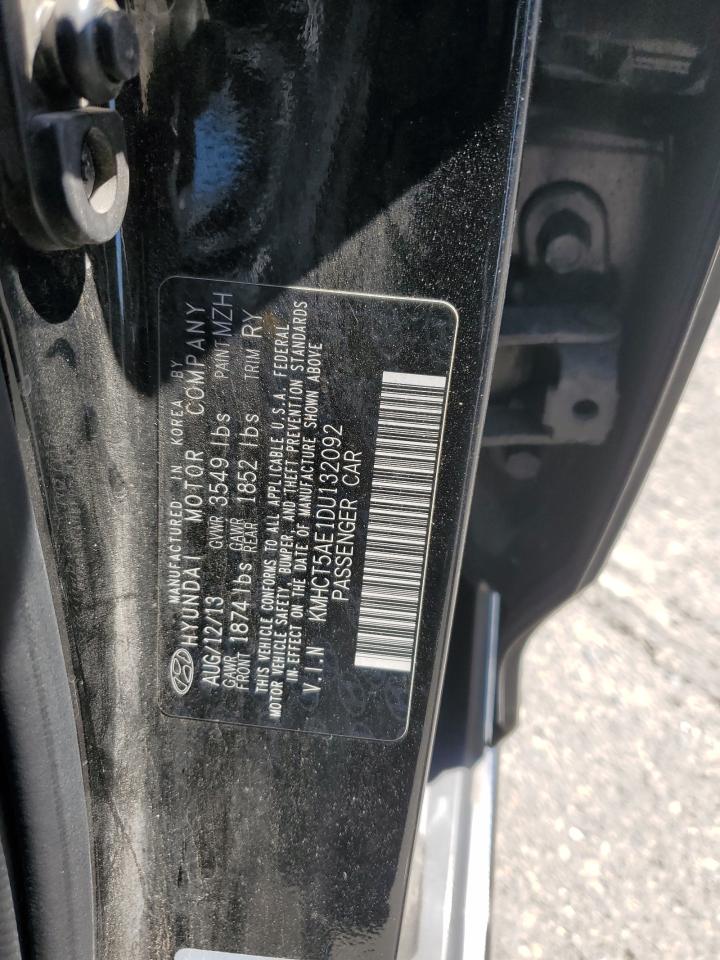 MANUFACTURED IN KOREA BY
HYUNDAI MOTOR COMPANY
AUG/12/13 GVWR 3549 lbs PAINT MZH
GAWR FRONT 1874 lbs GAWR REAR 1852 lbs TRIM RY
THIS VEHICLE CONFORMS TO ALL APPLICABLE U.S.A. FEDERAL
MOTOR VEHICLE SAFETY, BUMPER, AND THEFT PREVENTION STANDARDS
IN EFFECT ON THE DATE OF MANUFACTURE SHOWN ABOVE
V.I.N KMHCT5AE1DU132092
PASSENGER CAR